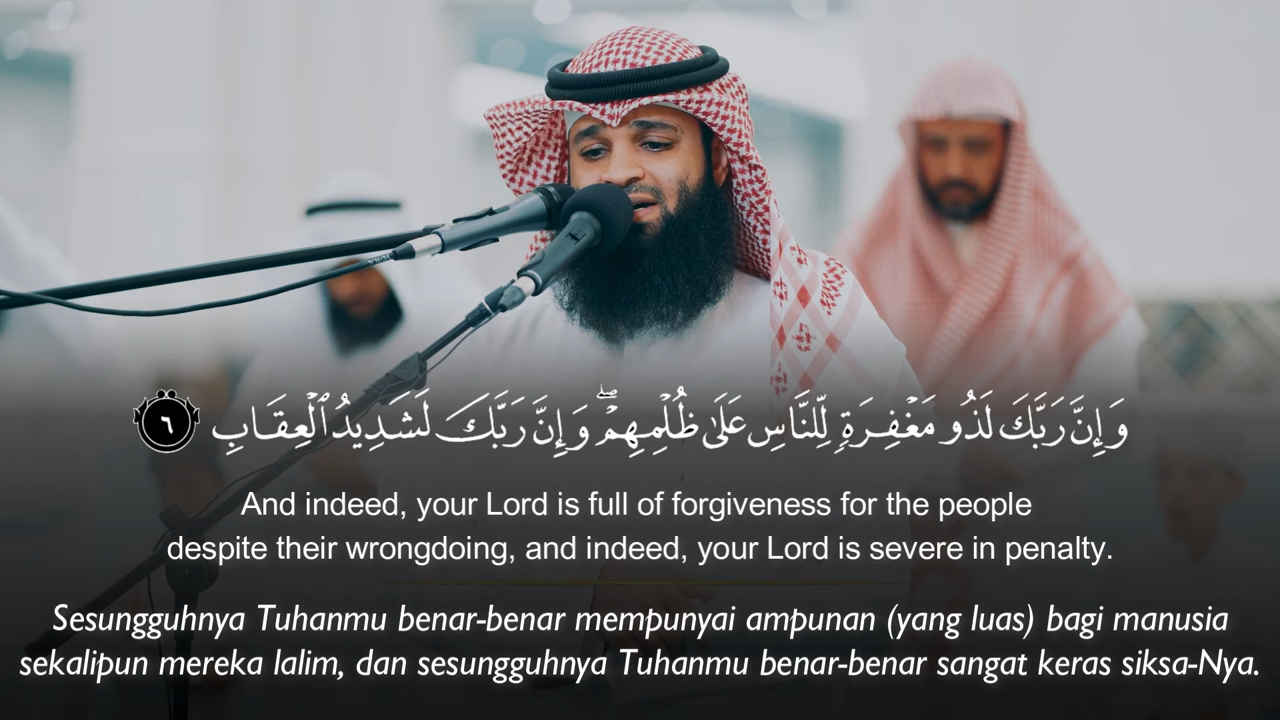 وَإِنَّ رَبَّكَ لَذُو مَغْفِرَةٍ لِّلنَّاسِ عَلَىٰ ظُلْمِهِمْ ۖ وَإِنَّ رَبَّكَ لَشَدِيدُ ٱلْعِقَابِ ٦
And indeed, your Lord is full of forgiveness for the people
despite their wrongdoing, and indeed, your Lord is severe in penalty.
Sesungguhnya Tuhanmu benar-benar mempunyai ampunan (yang luas) bagi manusia
sekalipun mereka lalim, dan sesungguhnya Tuhanmu benar-benar sangat keras siksa-Nya.